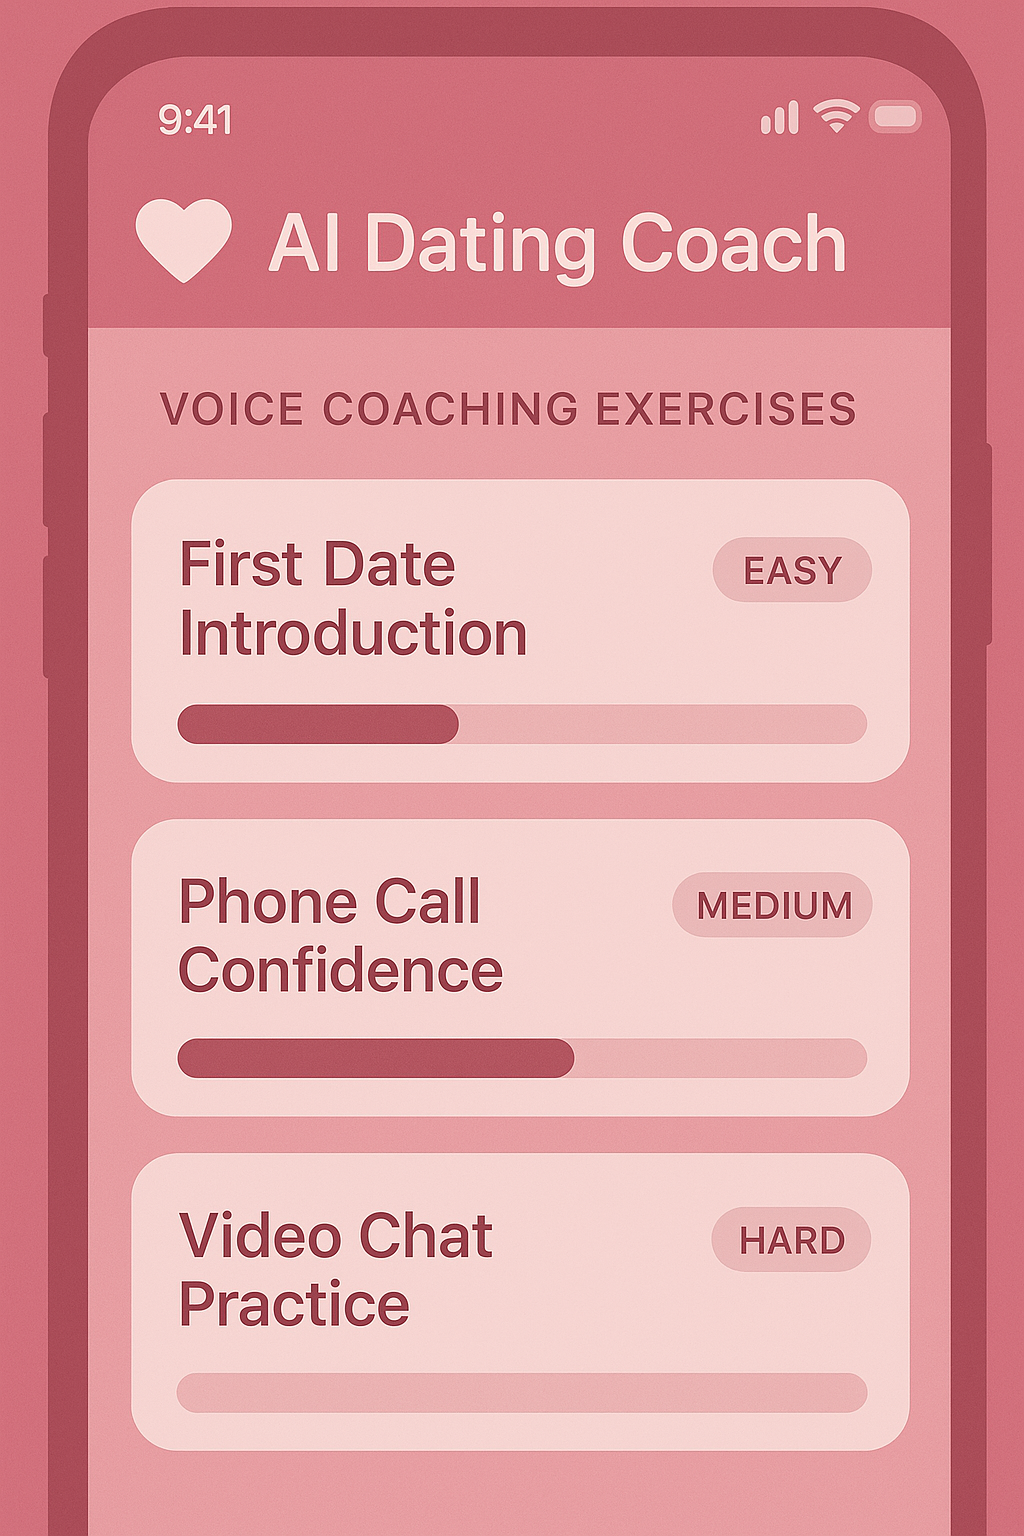 9:41
AI Dating Coach
VOICE COACHING EXERCISES
First Date
Introduction
EASY
Phone Call
Confidence
MEDIUM
Video Chat
Practice
HARD